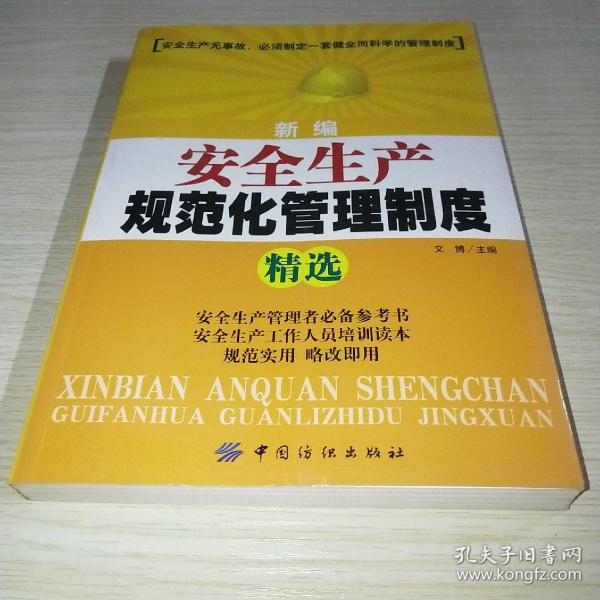 [安全生产无事故，必须制定一套健全而科学的管理制度]
新编
安全生产
规范化管理制度
文 博/主编
精选
安全生产管理者必备参考书
安全生产工作人员培训读本
规范实用 略改即用
XINBIAN ANQUAN SHENGCHAN
GUIFANHUA GUANLIZHIDU JINGXUAN
中国纺织出版社
孔夫子旧书网
www.kongfz.com